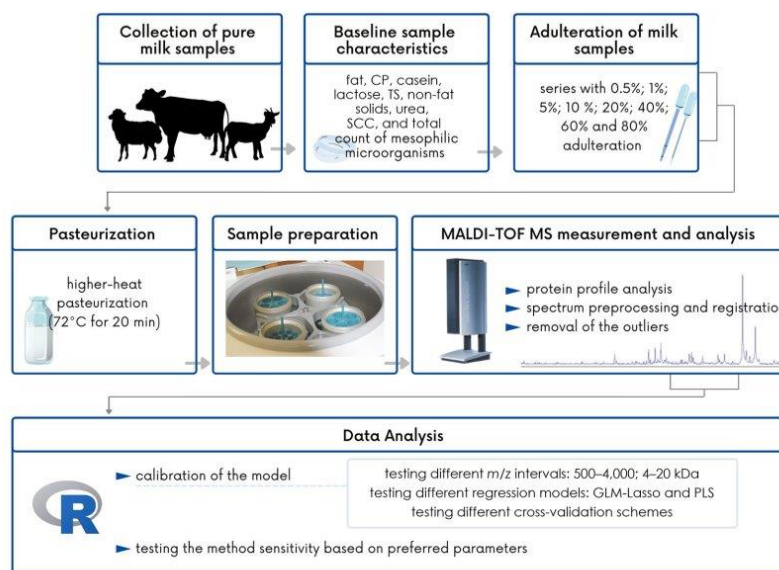 Collection of pure
milk samples
Baseline sample
characteristics
fat, CP, casein,
lactose, TS, non-fat
solids, urea,
SCC, and total
count of mesophilic
microorganisms
Adulteration of milk
samples
series with 0.5%; 1%;
5%; 10 %; 20%; 40%;
60% and 80%
adulteration
Pasteurization
higher-heat
pasteurization
(72°C for 20 min)
Sample preparation
MALDI-TOF MS measurement and analysis
protein profile analysis
spectrum preprocessing and registration
removal of the outliers
Data Analysis
R
calibration of the model
testing different m/z intervals: 500–4,000; 4–20 kDa
testing different regression models: GLM-Lasso and PLS
testing different cross-validation schemes
testing the method sensitivity based on preferred parameters